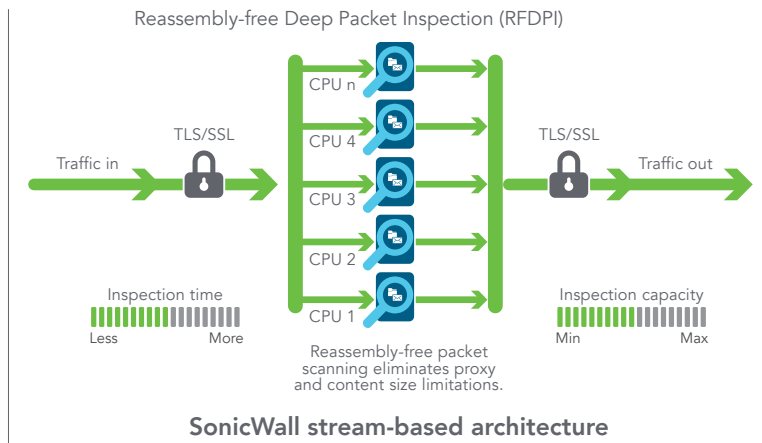 Reassembly-free Deep Packet Inspection (RFDPI)
CPU n
TLS/SSL
CPU 4
TLS/SSL
Traffic in
Traffic out
CPU 3
CPU 2
Inspection time
Less
More
CPU 1
Inspection capacity
Min
Max
Reassembly-free packet
scanning eliminates proxy
and content size limitations.
SonicWall stream-based architecture